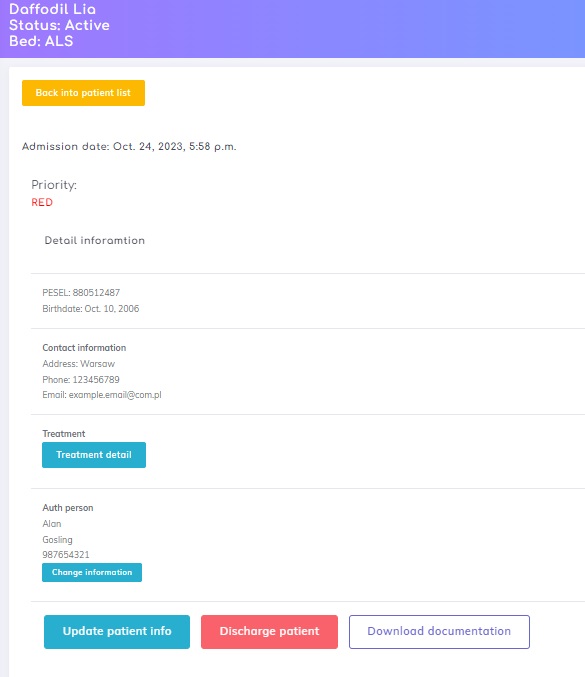 Daffodil Lia
Status: Active
Bed: ALS
Back into patient list
Admission date: Oct. 24, 2023, 5:58 p.m.
Priority:
RED
Detail inforamtion
PESEL: 880512487
Birthdate: Oct. 10, 2006
Contact information
Address: Warsaw
Phone: 123456789
Email: example.email@com.pl
Treatment
Treatment detail
Auth person
Alan
Gosling
987654321
Change information
Update patient info Discharge patient Download documentation